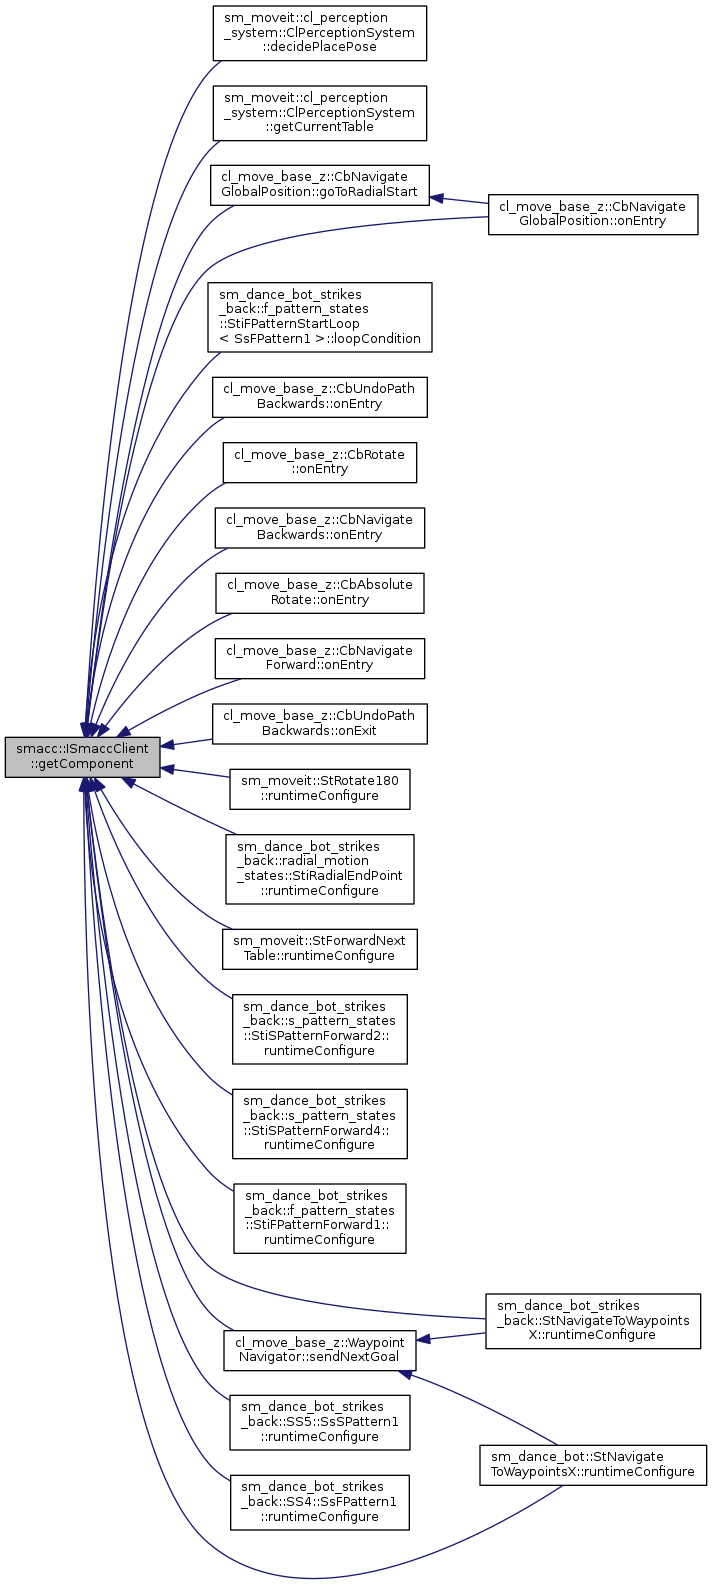 sm_moveit::cl_perception
_system::ClPerceptionSystem
::decidePlacePose
sm_moveit::cl_perception
_system::ClPerceptionSystem
::getCurrentTable
cl_move_base_z::CbNavigate
GlobalPosition::goToRadialStart
cl_move_base_z::CbNavigate
GlobalPosition::onEntry
sm_dance_bot_strikes
_back::f_pattern_states
::StiFPatternStartLoop
< SsFPattern1 >::loopCondition
cl_move_base_z::CbUndoPath
Backwards::onEntry
cl_move_base_z::CbRotate
::onEntry
cl_move_base_z::CbNavigate
Backwards::onEntry
cl_move_base_z::CbAbsolute
Rotate::onEntry
cl_move_base_z::CbNavigate
Forward::onEntry
cl_move_base_z::CbUndoPath
Backwards::onExit
smacc::ISmaccClient
::getComponent
sm_moveit::StRotate180
::runtimeConfigure
sm_dance_bot_strikes
_back::radial_motion
_states::StiRadialEndPoint
::runtimeConfigure
sm_moveit::StForwardNext
Table::runtimeConfigure
sm_dance_bot_strikes
_back::s_pattern_states
::StiSPatternForward2::
runtimeConfigure
sm_dance_bot_strikes
_back::s_pattern_states
::StiSPatternForward4::
runtimeConfigure
sm_dance_bot_strikes
_back::f_pattern_states
::StiFPatternForward1::
runtimeConfigure
sm_dance_bot_strikes
_back::StNavigateToWaypoints
X::runtimeConfigure
cl_move_base_z::Waypoint
Navigator::sendNextGoal
sm_dance_bot_strikes
_back::SS5::SsSPattern1
::runtimeConfigure
sm_dance_bot::StNavigate
ToWaypointsX::runtimeConfigure
sm_dance_bot_strikes
_back::SS4::SsFPattern1
::runtimeConfigure